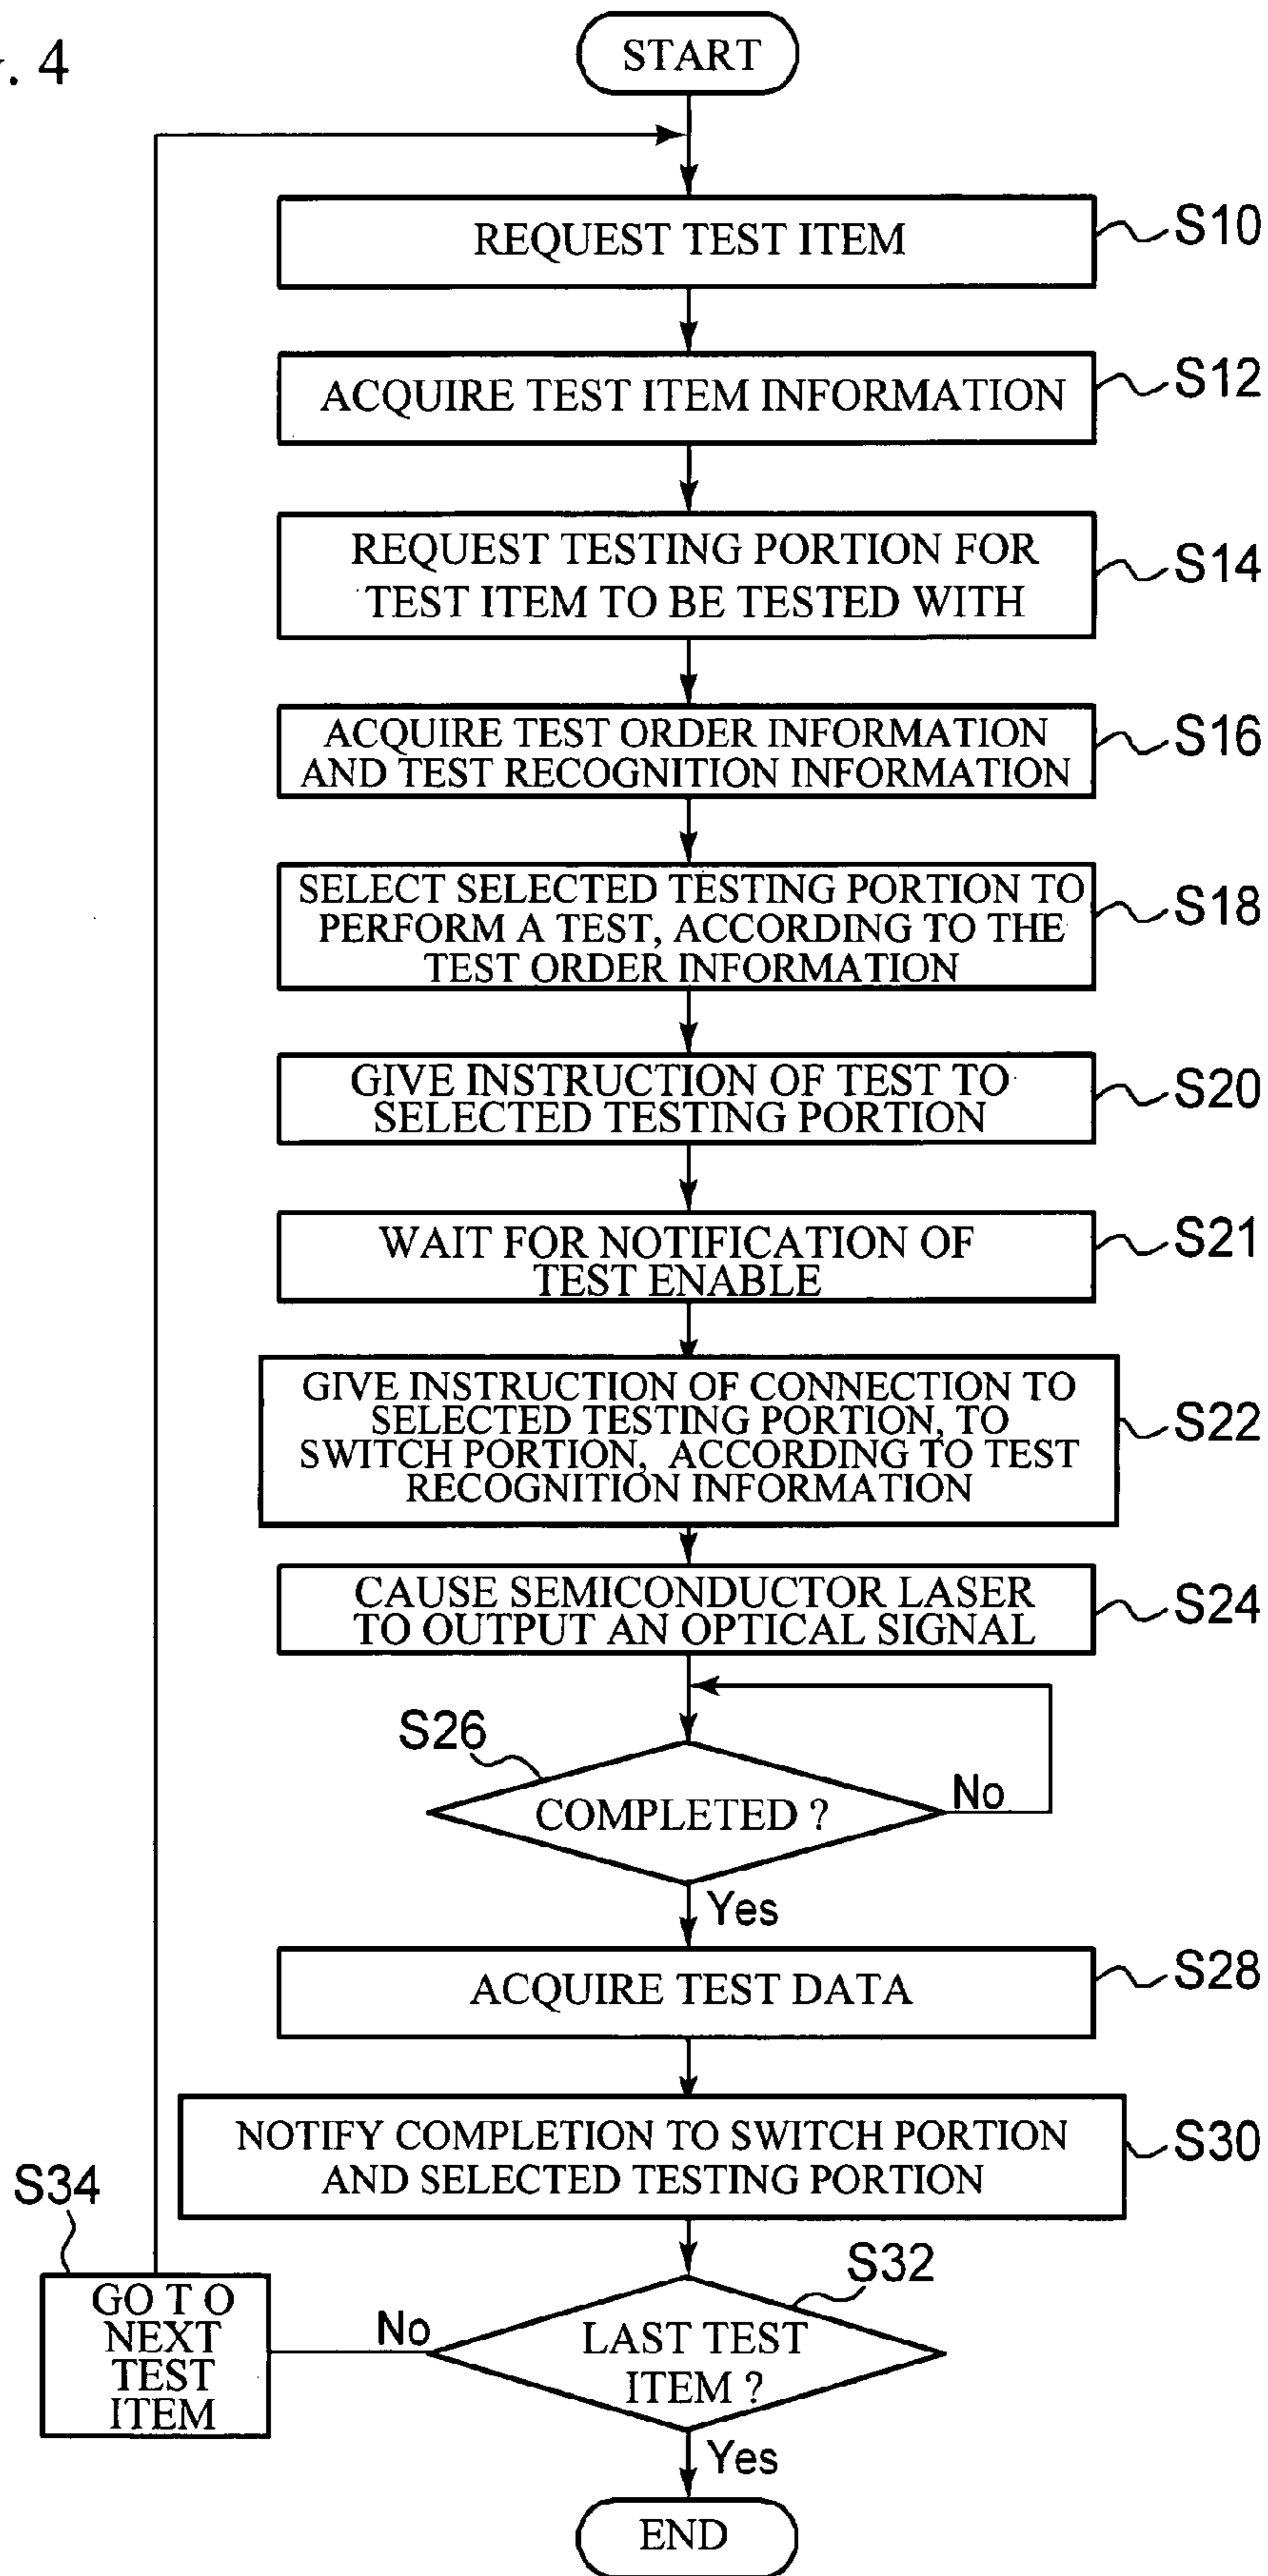 . 4
START
REQUEST TEST ITEM
S10
ACQUIRE TEST ITEM INFORMATION
S12
REQUEST TESTING PORTION FOR
TEST ITEM TO BE TESTED WITH
S14
ACQUIRE TEST ORDER INFORMATION
AND TEST RECOGNITION INFORMATION
S16
SELECT SELECTED TESTING PORTION TO
PERFORM A TEST, ACCORDING TO THE
TEST ORDER INFORMATION
S18
GIVE INSTRUCTION OF TEST TO
SELECTED TESTING PORTION
S20
WAIT FOR NOTIFICATION OF
TEST ENABLE
S21
GIVE INSTRUCTION OF CONNECTION TO
SELECTED TESTING PORTION, TO
SWITCH PORTION, ACCORDING TO TEST
RECOGNITION INFORMATION
S22
CAUSE SEMICONDUCTOR LASER
TO OUTPUT AN OPTICAL SIGNAL
S24
S26
COMPLETED ?
No
Yes
ACQUIRE TEST DATA
S28
NOTIFY COMPLETION TO SWITCH PORTION
AND SELECTED TESTING PORTION
S30
S34
GO T O
NEXT
TEST
ITEM
No
S32
LAST TEST
ITEM ?
Yes
END